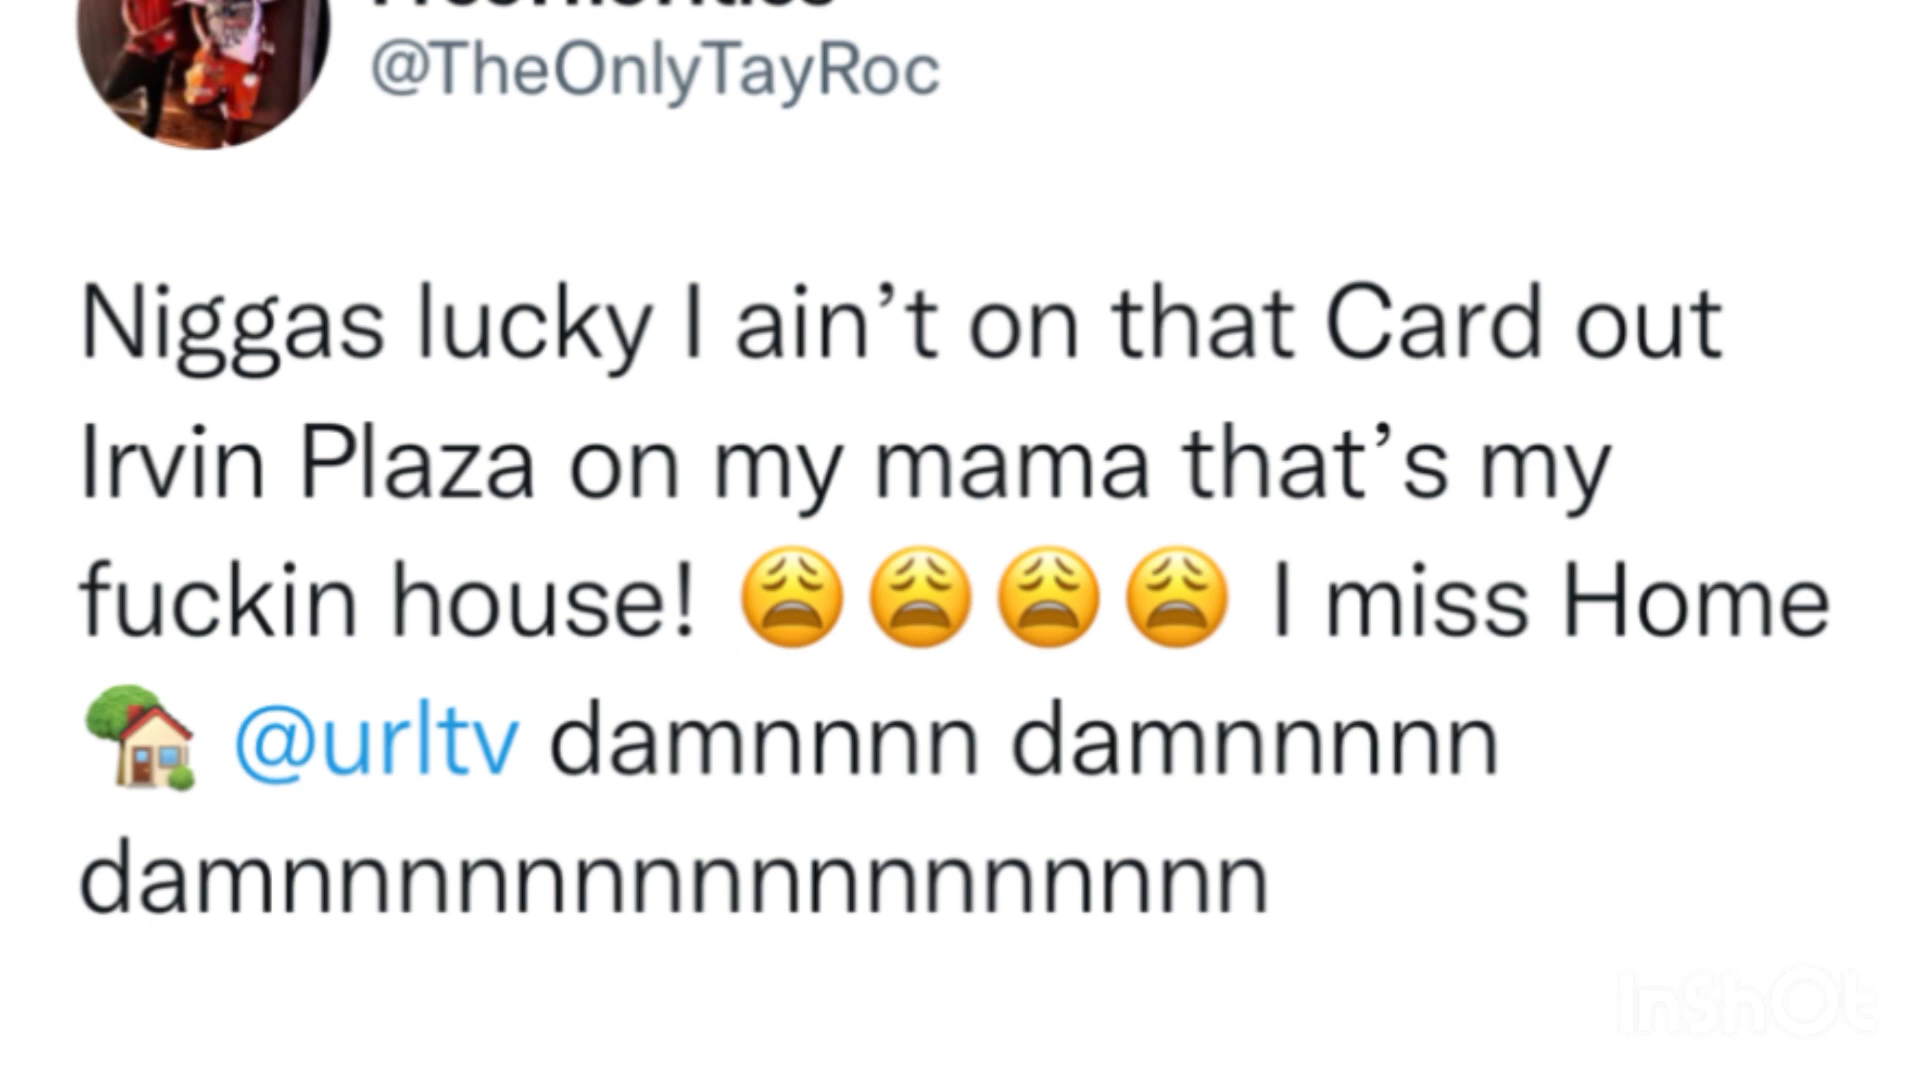 @TheOnlyTayRoc
Niggas lucky I ain’t on that Card out
Irvin Plaza on my mama that’s my
fuckin house! 😩😩😩😩 I miss Home
🏡 @urltv damnnnn damnnnnn
damnnnnnnnnnnnnnnnnnn
InShOt